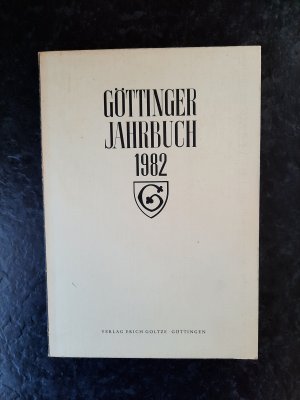 GÖTTINGER
JAHRBUCH
1982
G
VERLAG ERICH GOLTZE GÖTTINGEN